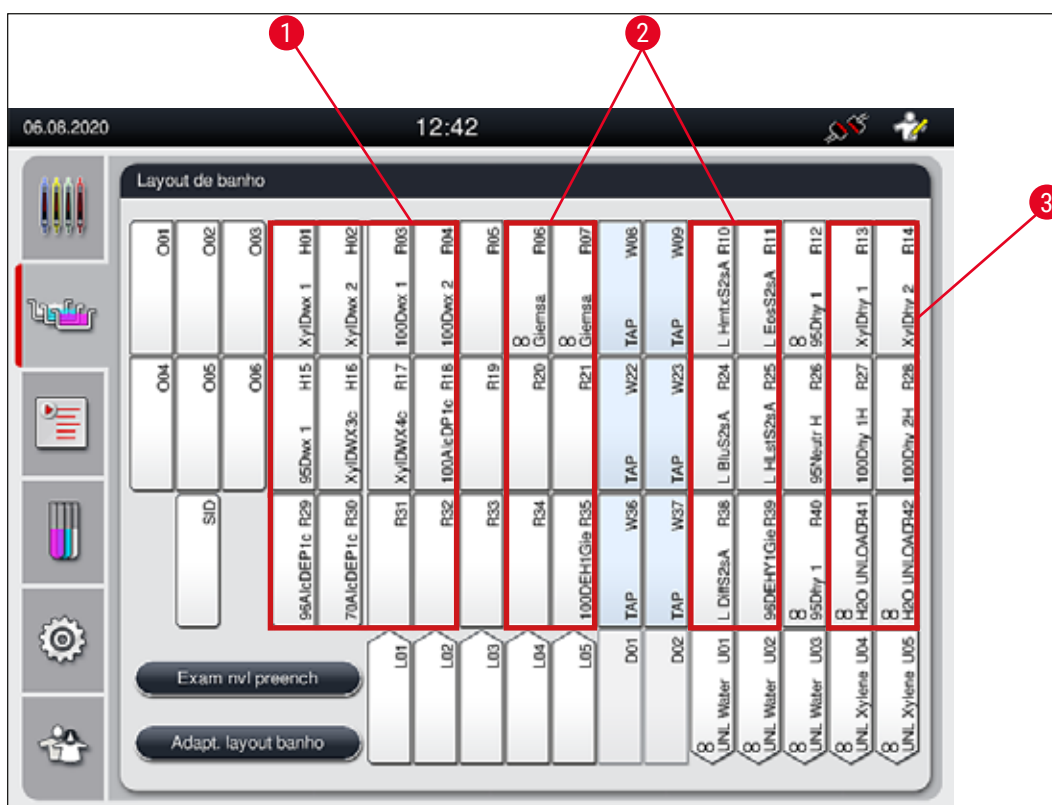 1
2
06.08.2020
12:42
3
Layout de banho
O01
O02
O03
XylDwx 1 H01
XylDwx 2 H02
100Dwx 1 R03
100Dwx 2 R04
R05
∞ Giemsa R06
∞ Giemsa R07
TAP W08
TAP W09
L HmtxS2sA R10
L EosS2sA R11
∞ 95Dhy 1 R12
XylDhy 1 R13
XylDhy 2 R14
O04
O05
O06
95Dwx 1 H15
XylDWX3c H16
XylDWX4c R17
100AlcDP1c R18
R19
R20
R21
TAP W22
TAP W23
L BluS2sA R24
L HLstS2sA R25
95Neutr H R26
100Dhy 1H R27
100Dhy 2H R28
SID
96AlcDEP1c R29
70AlcDEP1c R30
R31
R32
R33
R34
100DEH1Gie R35
TAP W36
TAP W37
L DiffS2sA R38
96DEHY1Gie R39
∞ 95Dhy 1 R40
∞ H2O UNLOADR41
∞ H2O UNLOADR42
L01
L02
L03
L04
L05
D01
D02
∞ UNL Water U01
∞ UNL Water U02
∞ UNL Water U03
∞ UNL Xylene U04
∞ UNL Xylene U05
Exam nvl preench
Adapt. layout banho